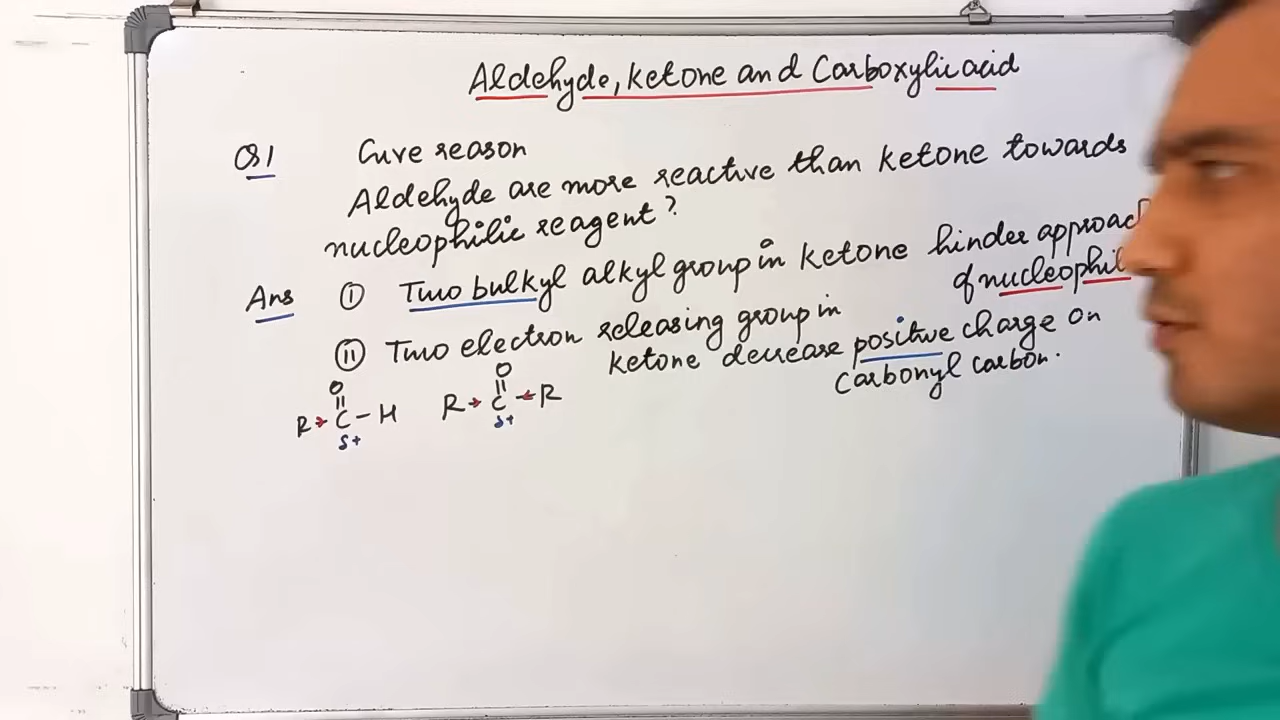 Aldehyde, ketone and Carboxylic acid
Q1 Give reason
Aldehyde are more reactive than ketone towards
nucleophilic reagent?
Ans (I) Two bulkyl alkyl group in ketone hinder approac
of nucleophil
(II) Two electron releasing group in
ketone decrease positive charge on
Carbonyl carbon.
O O
|| ||
R→C-H R→C←R
δ+ δ+